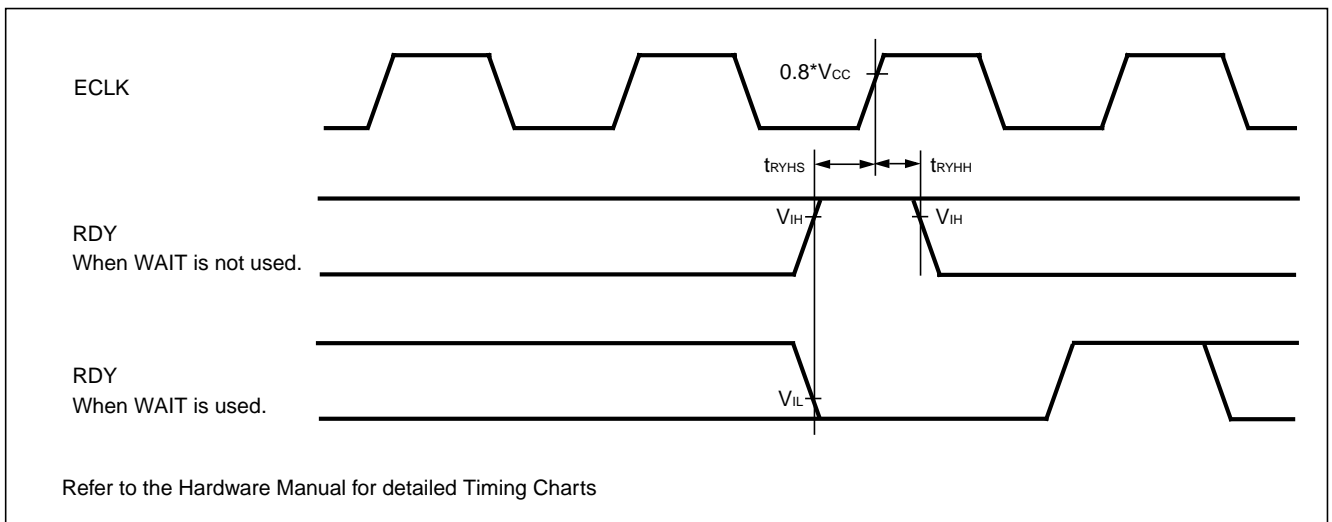 ECLK
0.8*VCC
tRYHS
tRYHH
VIH
VIH
RDY
When WAIT is not used.
RDY
When WAIT is used.
VIL
Refer to the Hardware Manual for detailed Timing Charts